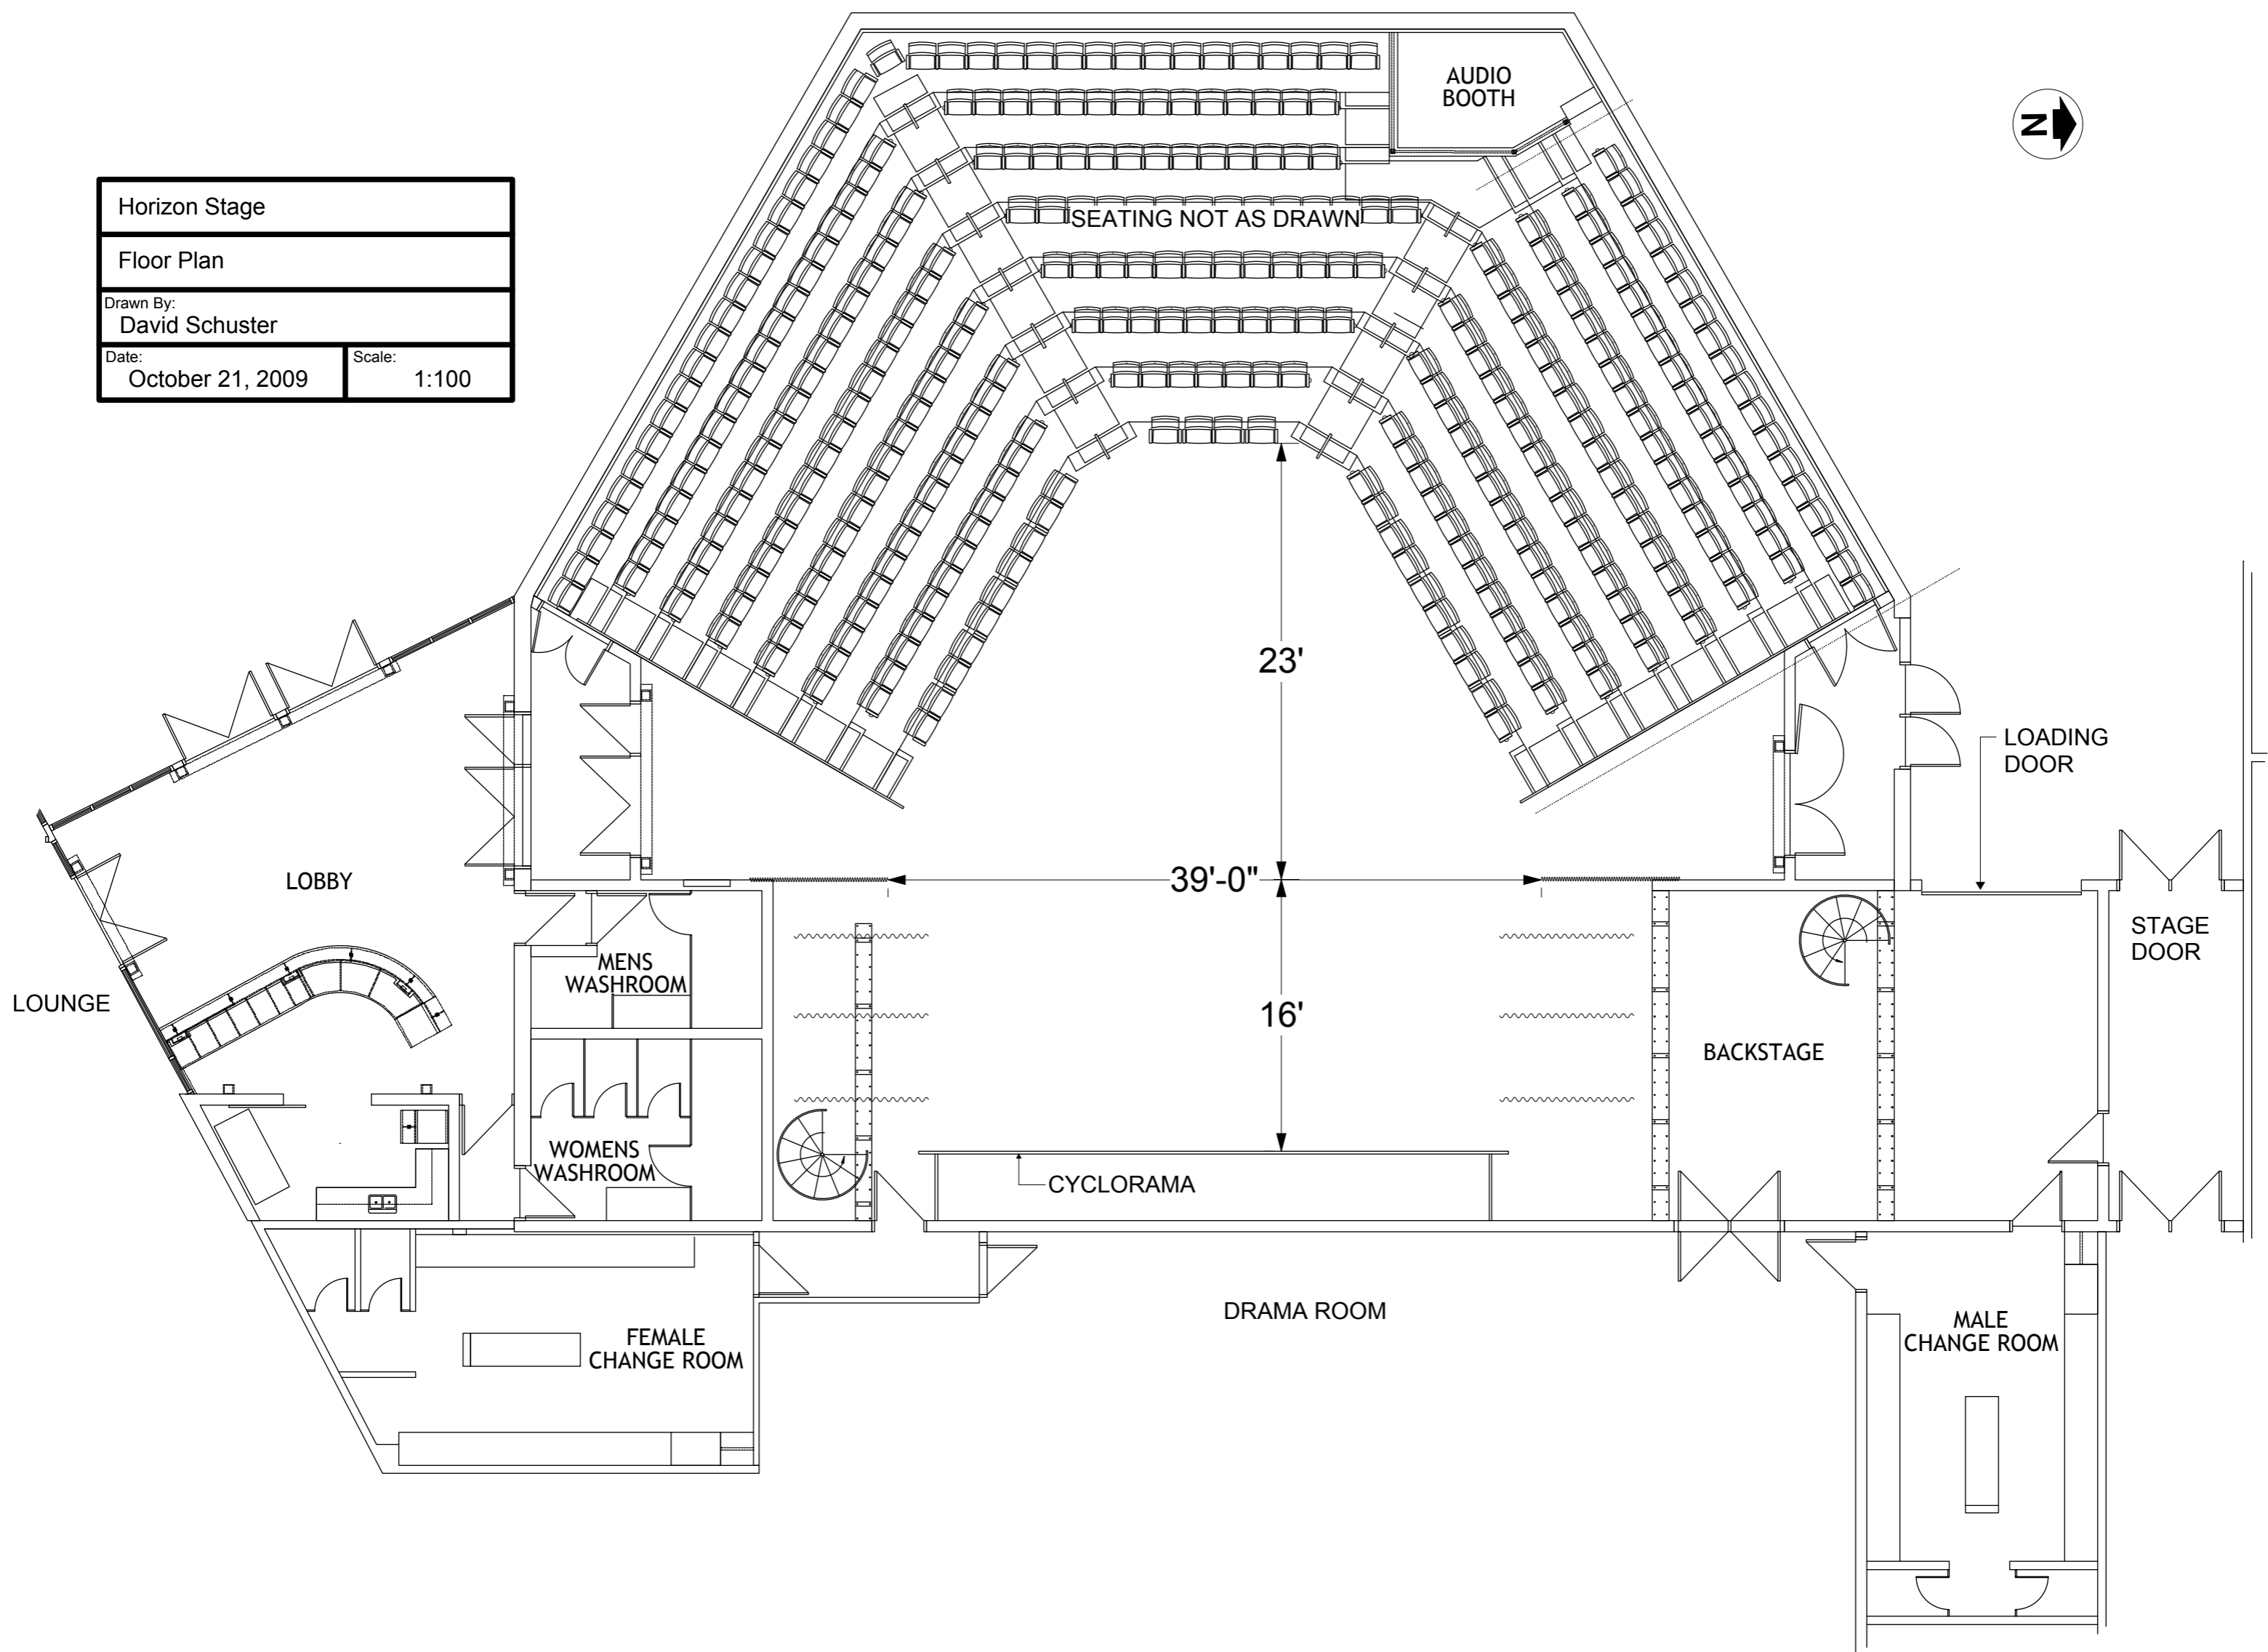 Horizon Stage
Floor Plan
Drawn By:
David Schuster
Date:
October 21, 2009
Scale:
1:100
AUDIO
BOOTH
N
SEATING NOT AS DRAWN
23'
LOADING
DOOR
39'-0"
LOBBY
STAGE
DOOR
MENS
WASHROOM
LOUNGE
16'
BACKSTAGE
WOMENS
WASHROOM
CYCLORAMA
DRAMA ROOM
FEMALE
CHANGE ROOM
MALE
CHANGE ROOM